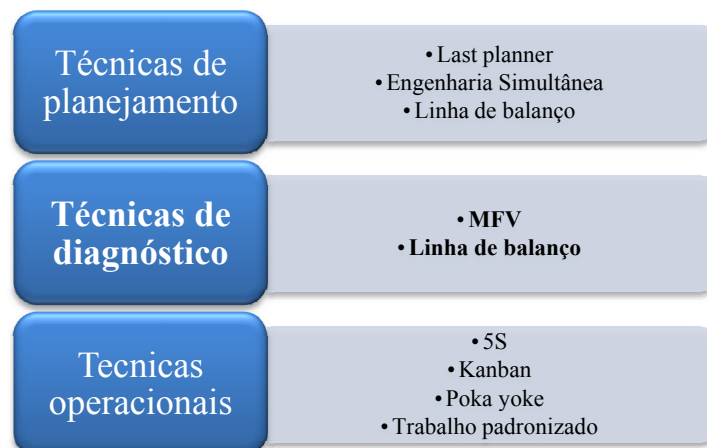 Técnicas de
planejamento
• Last planner
• Engenharia Simultânea
• Linha de balanço
Técnicas de
diagnóstico
• MFV
• Linha de balanço
Tecnicas
operacionais
• 5S
• Kanban
• Poka yoke
• Trabalho padronizado